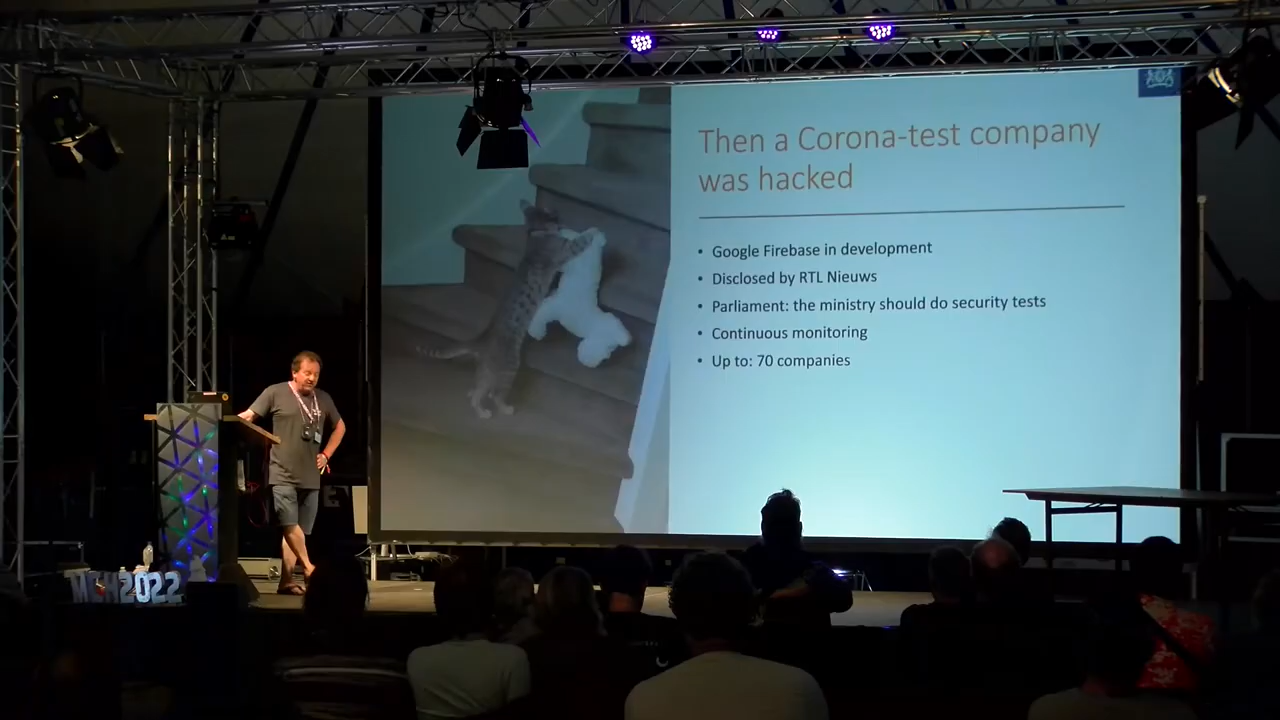 Then a Corona-test company
was hacked
• Google Firebase in development
• Disclosed by RTL Nieuws
• Parliament: the ministry should do security tests
• Continuous monitoring
• Up to: 70 companies
MCH2022